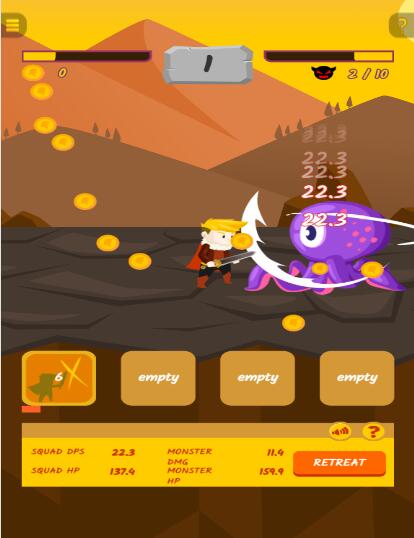 ?
1
0
2 / 10
22.3
22.3
22.3
22.3
22.3
6
empty
empty
empty
?
SQUAD DPS 22.3 MONSTER DMG 11.4
SQUAD HP 137.4 MONSTER HP 159.9
RETREAT